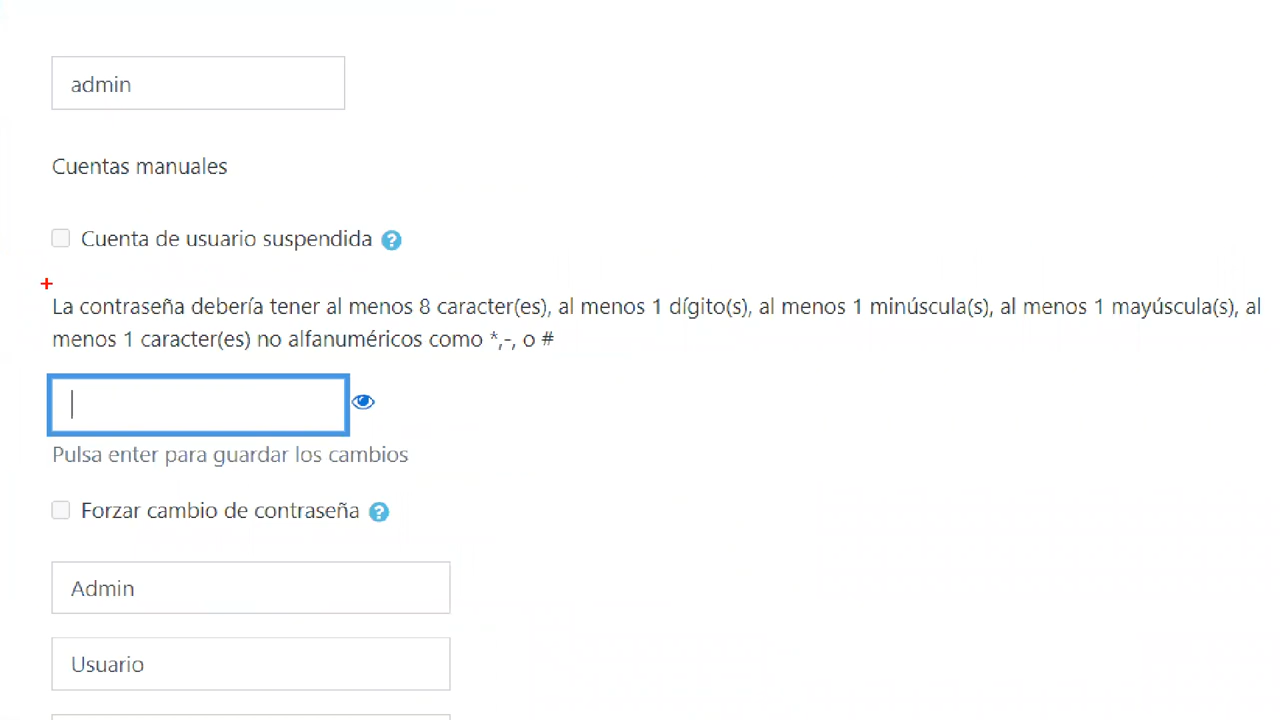 admin
Cuentas manuales
Cuenta de usuario suspendida ?
+
La contraseña debería tener al menos 8 caracter(es), al menos 1 dígito(s), al menos 1 minúscula(s), al menos 1 mayúscula(s), al
menos 1 caracter(es) no alfanuméricos como *,-, o #
Pulsa enter para guardar los cambios
Forzar cambio de contraseña ?
Admin
Usuario